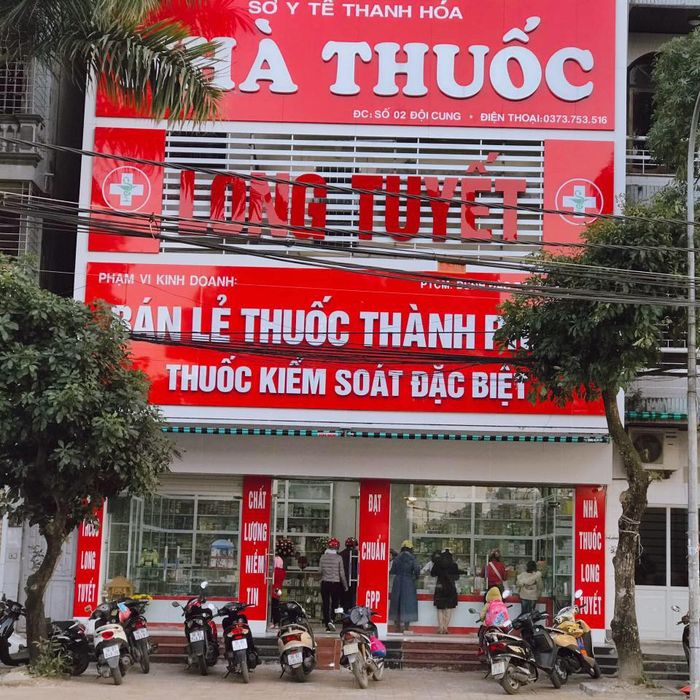 SỞ Y TẾ THANH HÓA
NHÀ THUỐC
ĐC: SỐ 02 ĐỘI CUNG • ĐIỆN THOẠI:0373.753.516
LONG TUYẾT
PHẠM VI KINH DOANH:
PTCM:
BÁN LẺ THUỐC THÀNH
THUỐC KIỂM SOÁT ĐẶC BIỆT
THUỐC
LONG
TUYẾT
CHẤT
LƯỢNG
NIỀM
TIN
ĐẠT
CHUẨN
GPP
NHÀ
THUỐC
LONG
TUYẾT